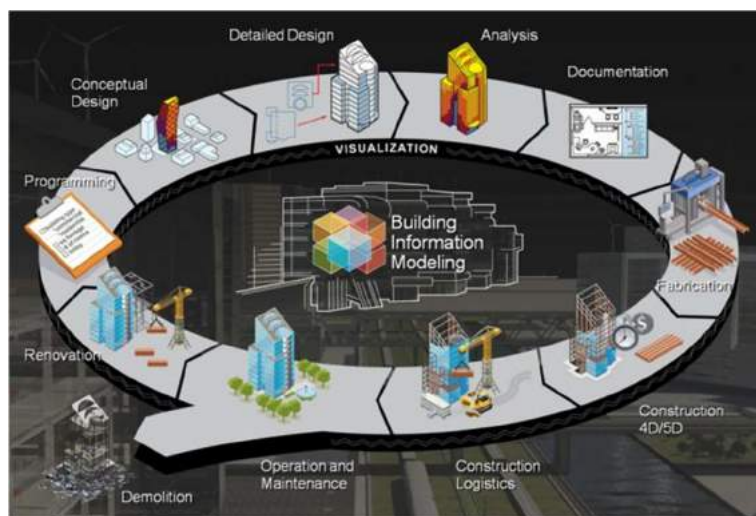 Detailed Design
Analysis
Conceptual
Design
Documentation
VISUALIZATION
Programming
Building
Information
Modeling
Fabrication
Renovation
Construction
4D/5D
Operation and
Maintenance
Construction
Logistics
Demolition